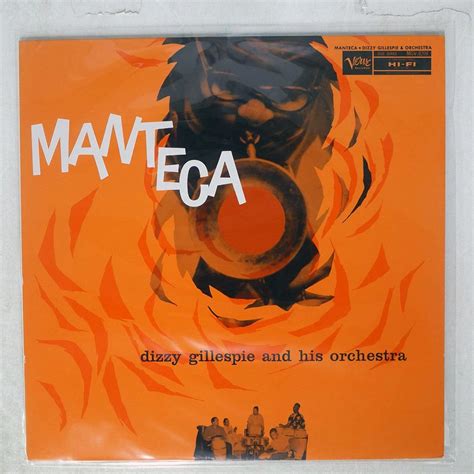 MANTECA • DIZZY GILLESPIE & ORCHESTRA
Verve
HI-FI
MANTECA
dizzy gillespie and his orchestra